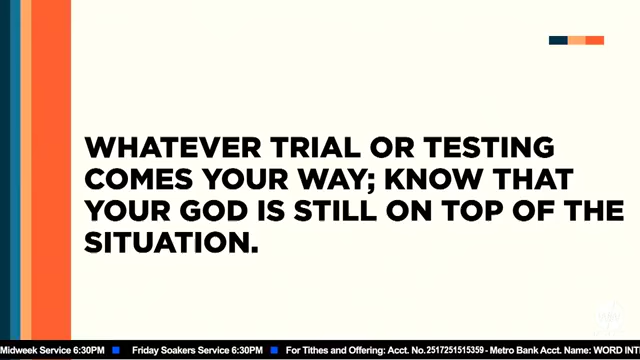 WHATEVER TRIAL OR TESTING
COMES YOUR WAY; KNOW THAT
YOUR GOD IS STILL ON TOP OF THE
SITUATION.
Midweek Service 6:30PM ■ Friday Soakers Service 6:30PM ■ For Tithes and Offering: Acct. No. 2517251515359 - Metro Bank Acct. Name: WORD INT